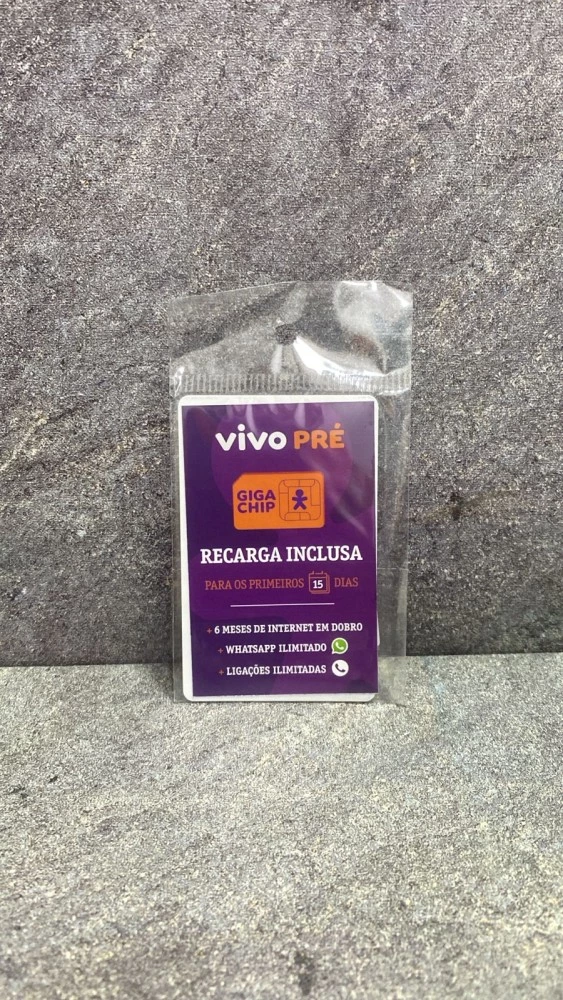 vivo PRÉ
GIGA
CHIP
RECARGA INCLUSA
PARA OS PRIMEIROS 15 DIAS
+ 6 MESES DE INTERNET EM DOBRO
+ WHATSAPP ILIMITADO
+ LIGAÇÕES ILIMITADAS